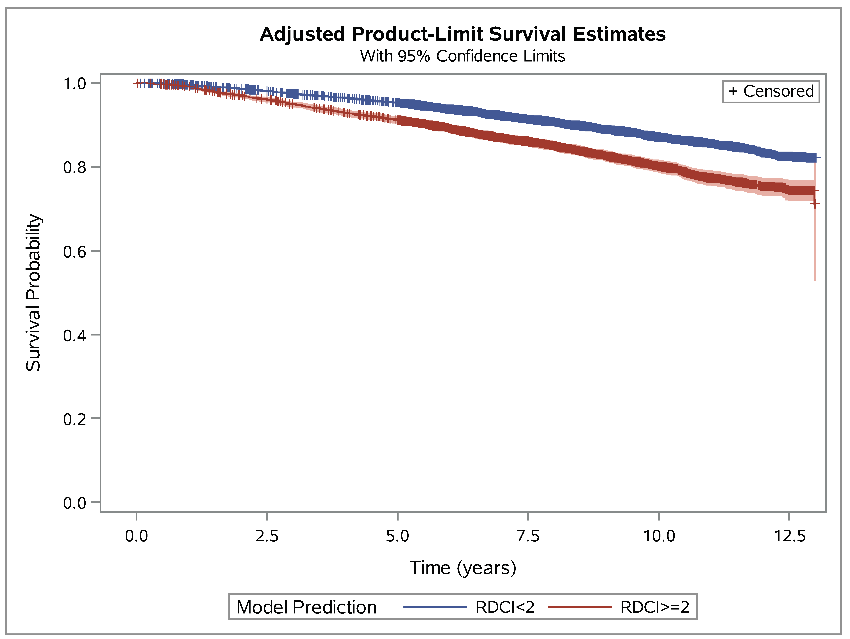 Adjusted Product-Limit Survival Estimates
With 95% Confidence Limits
+ Censored
1.0
0.8
0.6
0.4
0.2
0.0
Survival Probability
0.0 2.5 5.0 7.5 10.0 12.5
Time (years)
Model Prediction RDCI<2 RDCI>=2